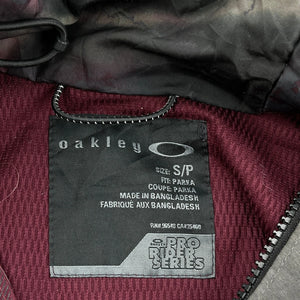 oakley
SIZE: S/P
FIT: PARKA
COUPE: PARKA
MADE IN BANGLADESH
FABRIQUÉ AUX BANGLADESH
PRO
RIDER
SERIES